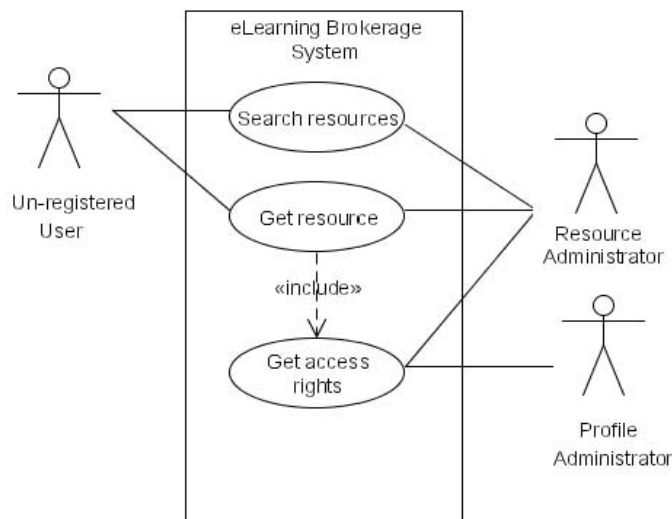 eLearning Brokerage
System
Search resources
Un-registered
User
Get resource
Resource
Administrator
«include»
Get access
rights
Profile
Administrator